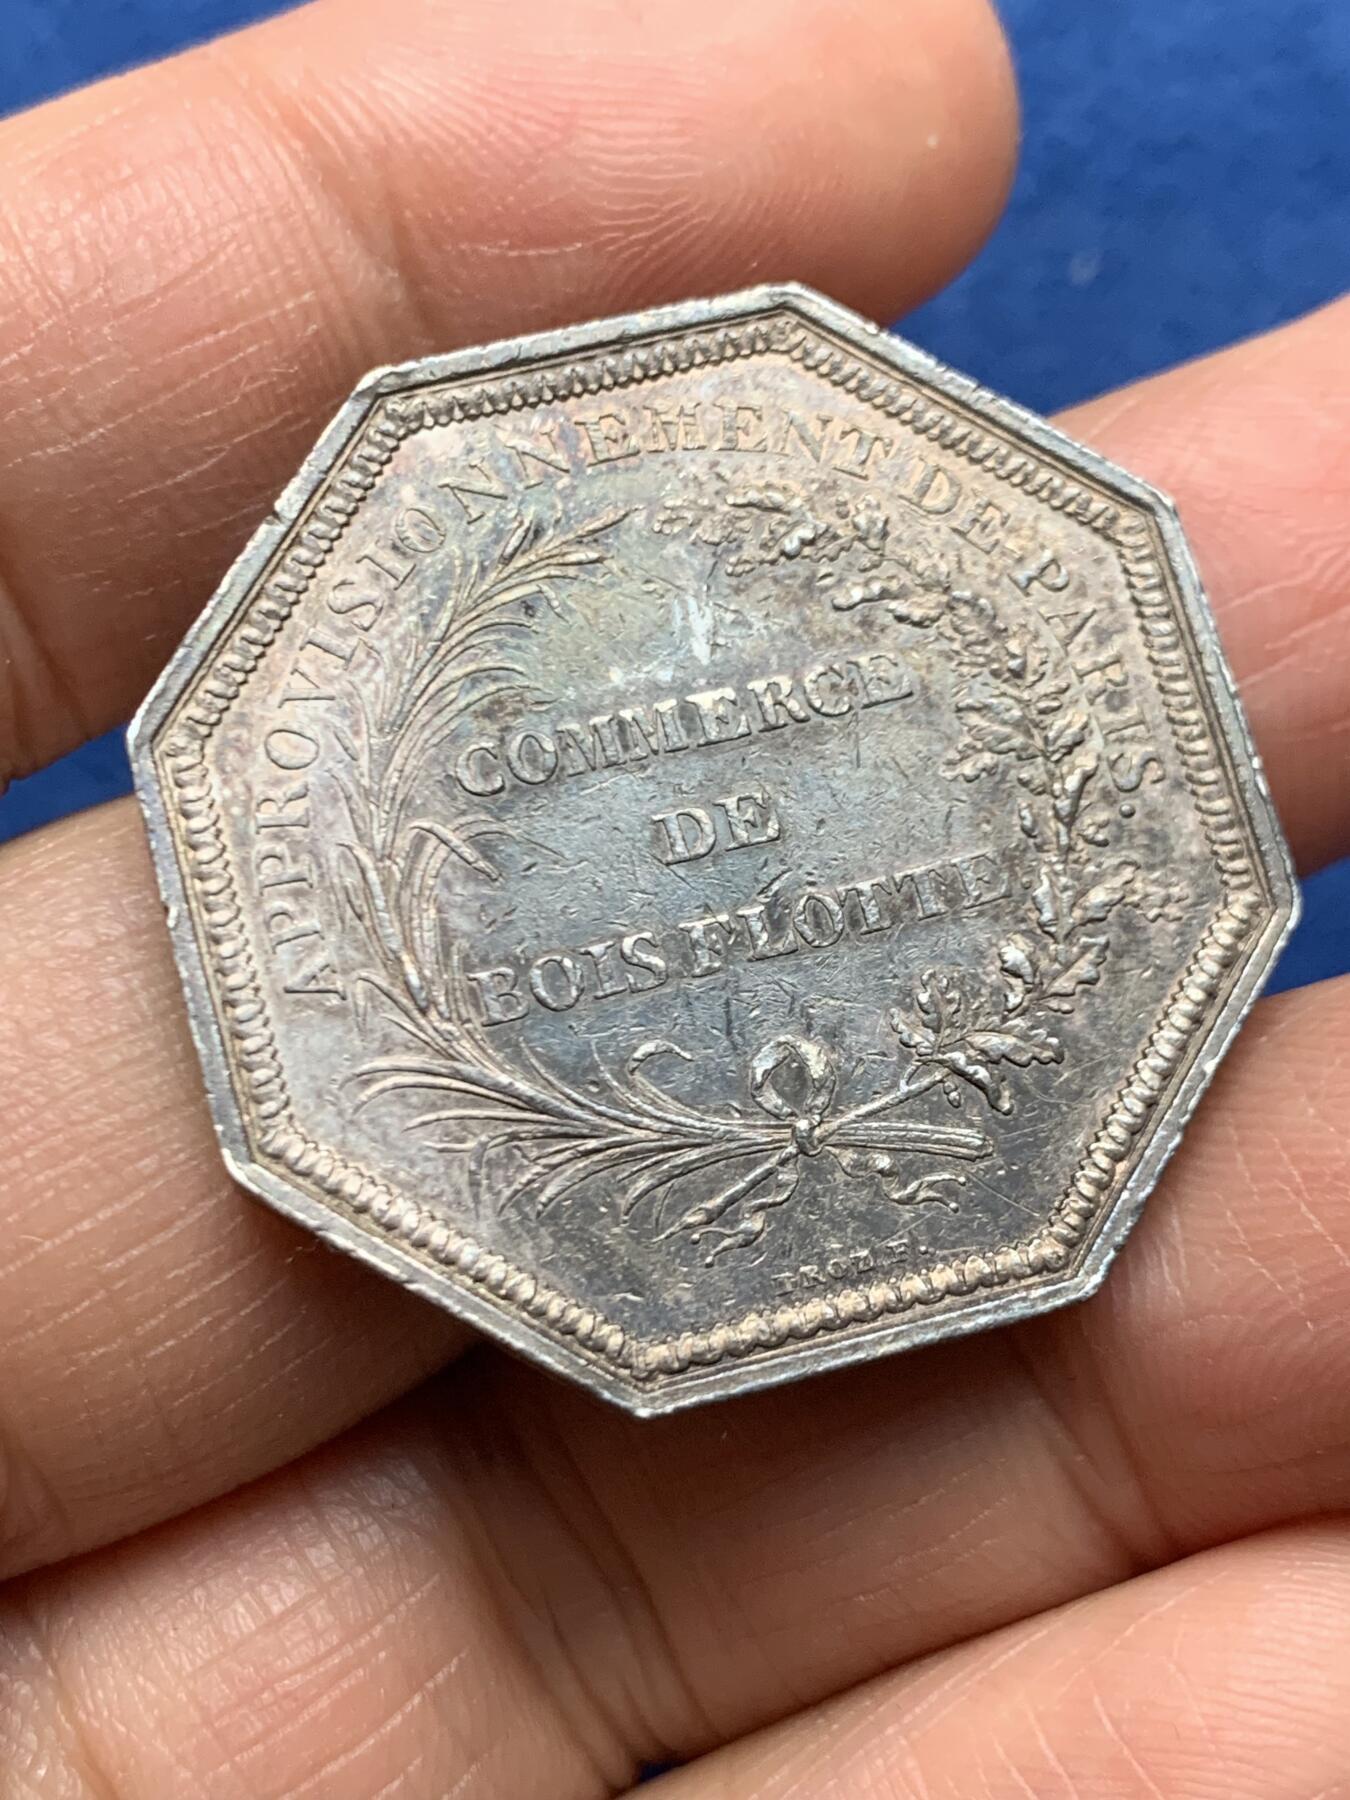 APPROVISIONNEMENT DE PARIS.
COMMERCE
DE
BOIS FLOTTE